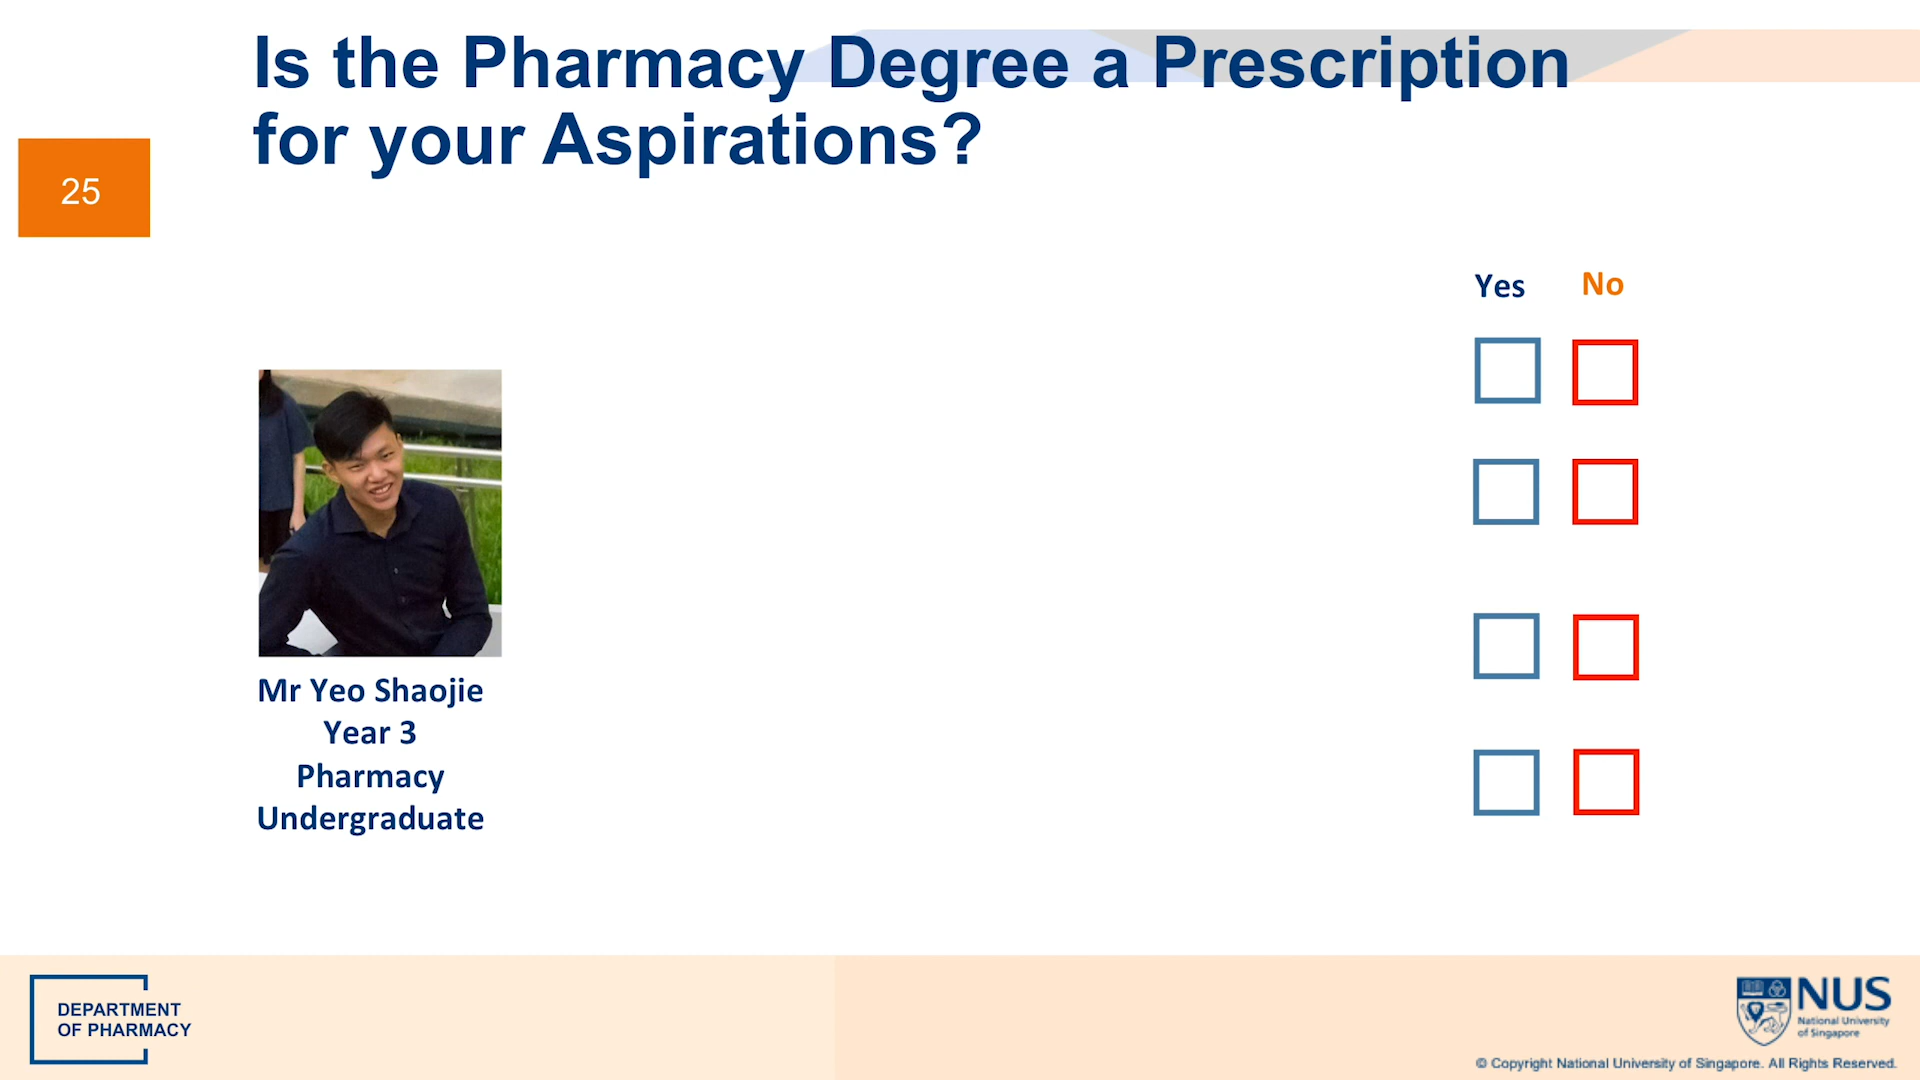 Is the Pharmacy Degree a Prescription
for your Aspirations?
25
Yes No
Mr Yeo Shaojie
Year 3
Pharmacy
Undergraduate
DEPARTMENT
OF PHARMACY
NUS
National University
of Singapore
© Copyright National University of Singapore. All Rights Reserved.